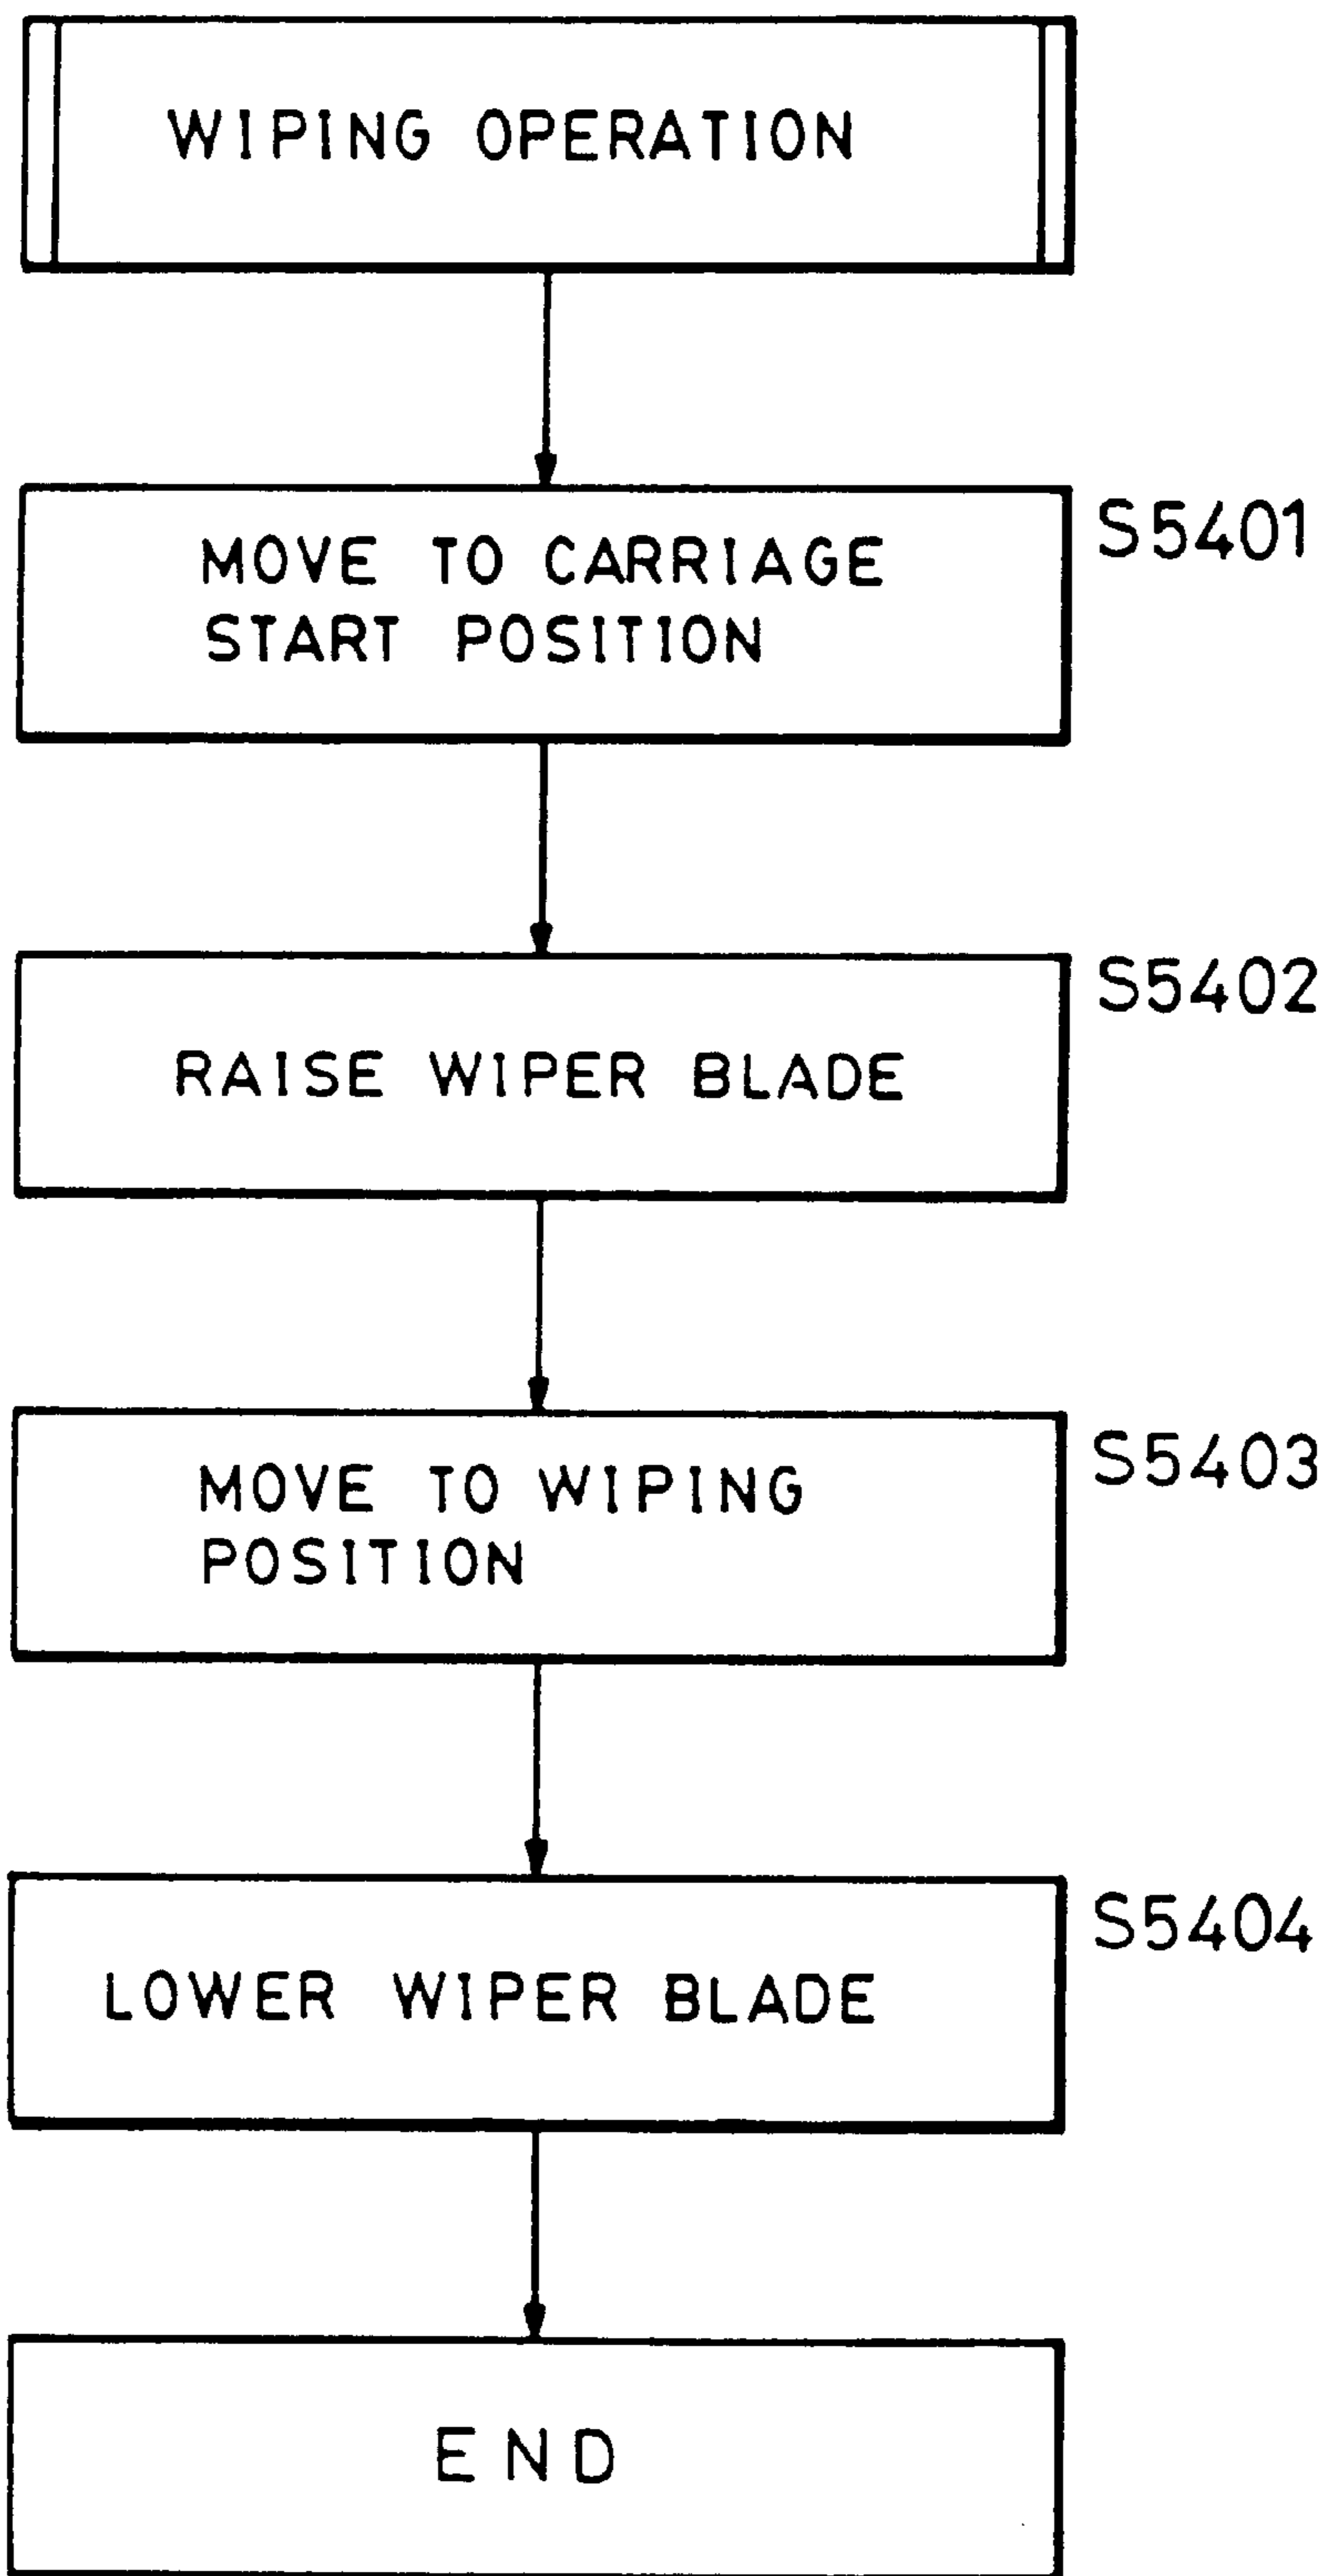 WIPING OPERATION
MOVE TO CARRIAGE
START POSITION
S5401
RAISE WIPER BLADE
S5402
MOVE TO WIPING
POSITION
S5403
LOWER WIPER BLADE
S5404
END